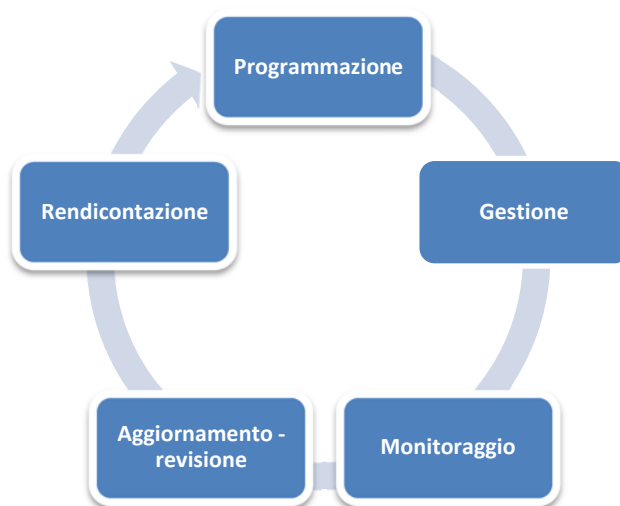 Programmazione
Gestione
Monitoraggio
Aggiornamento -
revisione
Rendicontazione